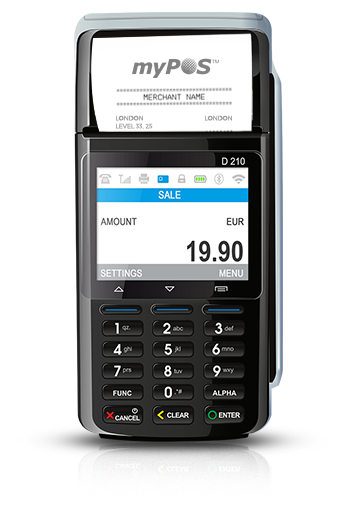 myPOS™
MERCHANT NAME
LONDON LONDON
LEVEL 33, 25
D 210
SALE
AMOUNT EUR
19.90
SETTINGS MENU
1 qz. 2 abc 3 def
4 ghi 5 jkl 6 mno
7 prs 8 tuv 9 wxy
FUNC 0 .*# ALPHA
X CANCEL < CLEAR O ENTER